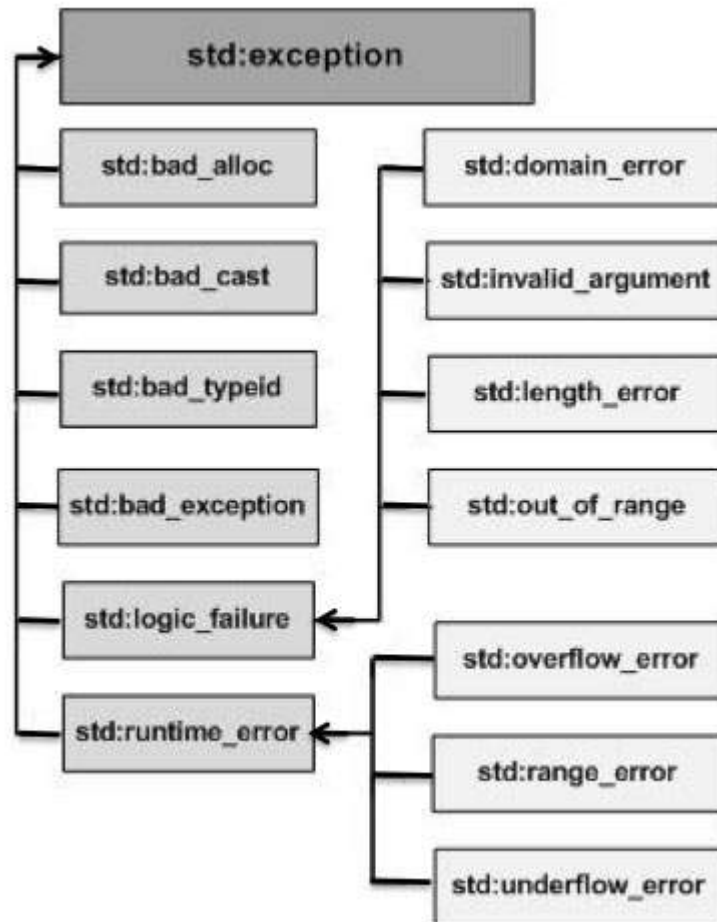 std:exception
std:bad_alloc
std:bad_cast
std:bad_typeid
std:bad_exception
std:logic_failure
std:runtime_error
std:domain_error
std:invalid_argument
std:length_error
std:out_of_range
std:overflow_error
std:range_error
std:underflow_error